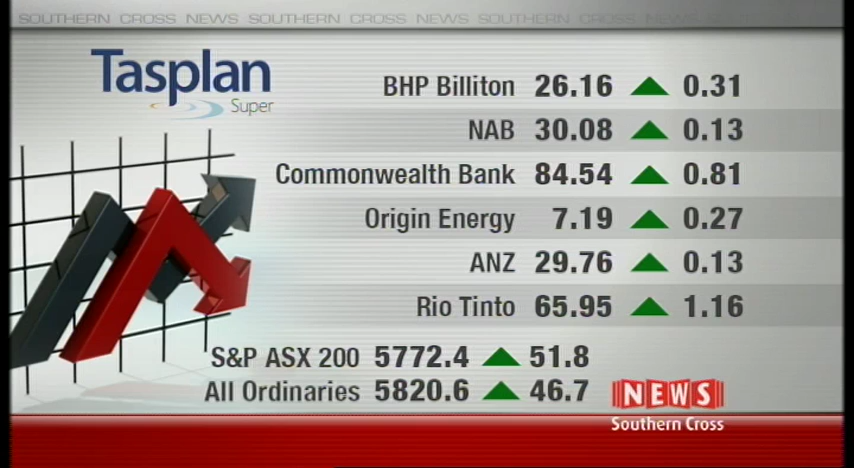 SOUTHERN CROSS NEWS SOUTHERN CROSS NEWS SOUTHERN CROSS NEWS
Tasplan
Super
BHP Billiton 26.16 ▲ 0.31
NAB 30.08 ▲ 0.13
Commonwealth Bank 84.54 ▲ 0.81
Origin Energy 7.19 ▲ 0.27
ANZ 29.76 ▲ 0.13
Rio Tinto 65.95 ▲ 1.16
S&P ASX 200 5772.4 ▲ 51.8
All Ordinaries 5820.6 ▲ 46.7
NEWS
Southern Cross